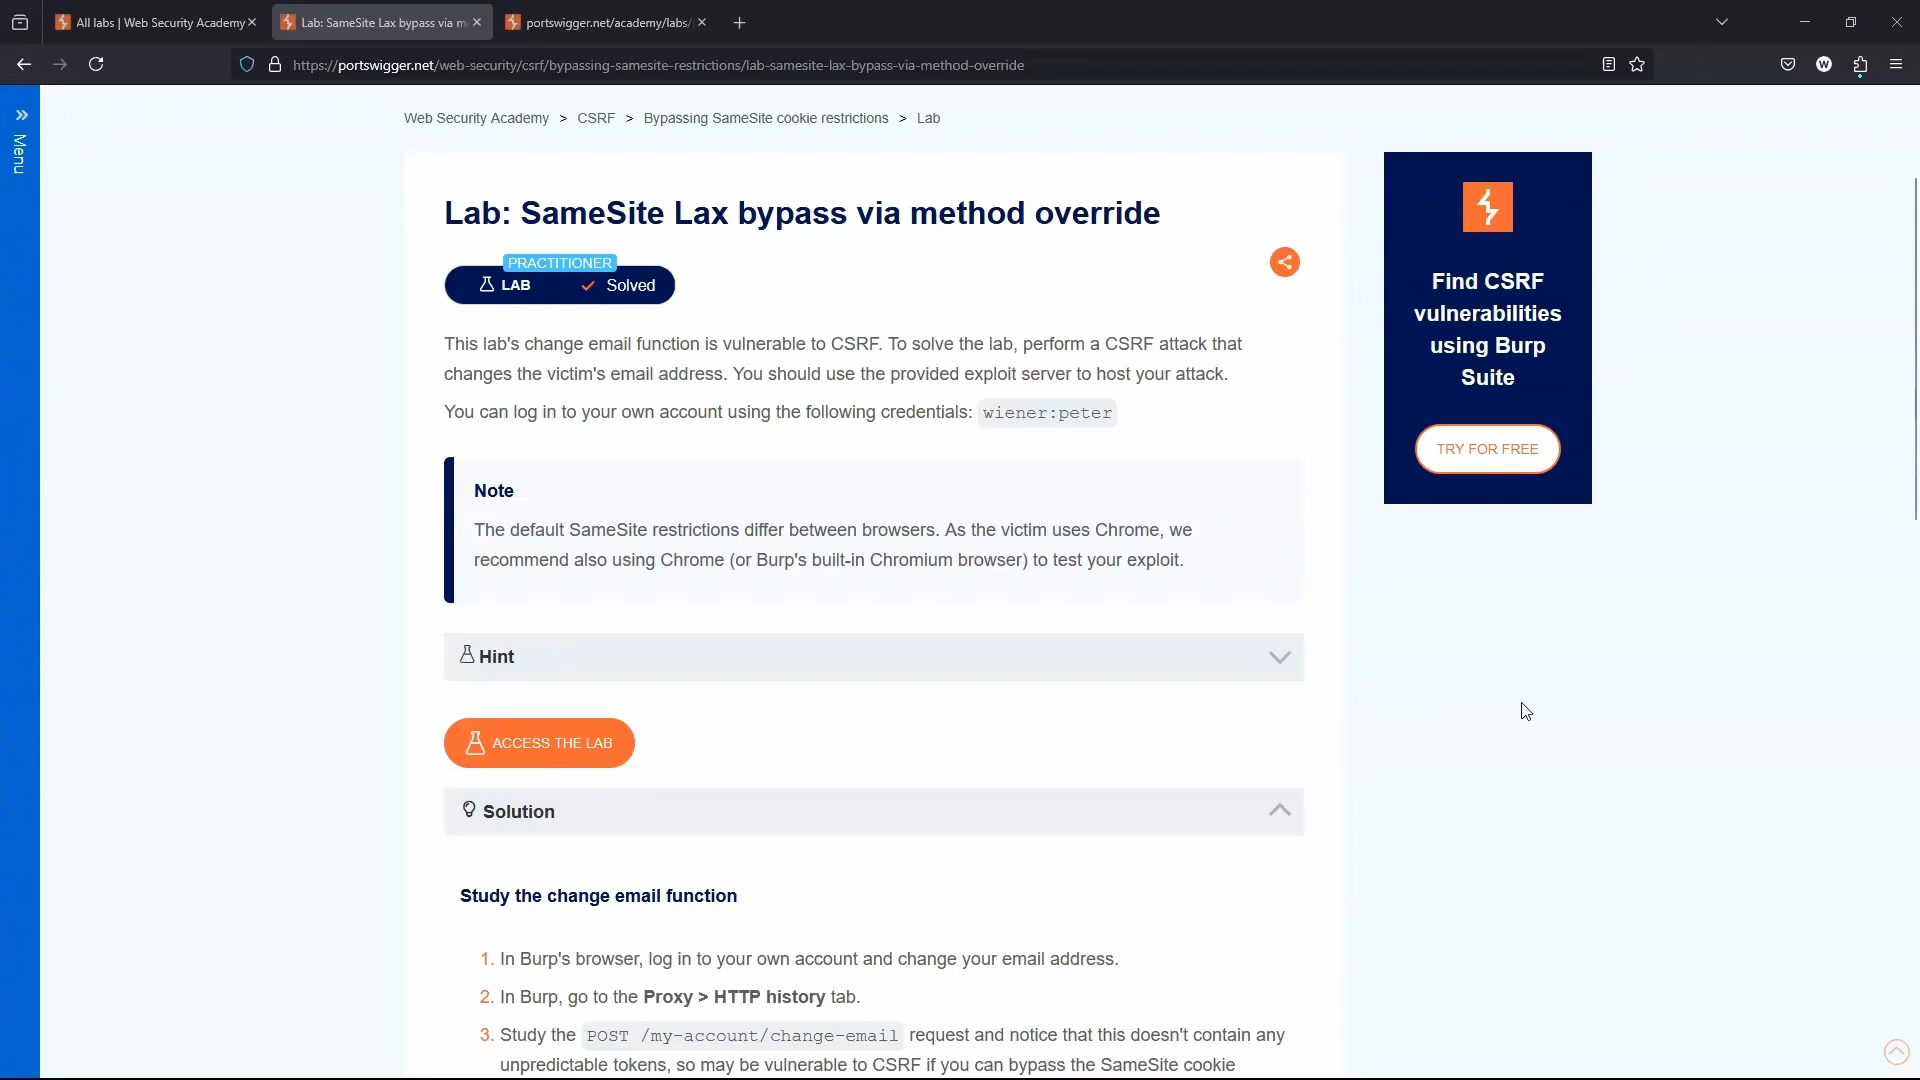 All labs | Web Security Academy
Lab: SameSite Lax bypass via m
portswigger.net/academy/labs/
https://portswigger.net/web-security/csrf/bypassing-samesite-restrictions/lab-samesite-lax-bypass-via-method-override
W
Menu
Web Security Academy > CSRF > Bypassing SameSite cookie restrictions > Lab
Lab: SameSite Lax bypass via method override
PRACTITIONER
LAB Solved
This lab's change email function is vulnerable to CSRF. To solve the lab, perform a CSRF attack that
changes the victim's email address. You should use the provided exploit server to host your attack.
You can log in to your own account using the following credentials: wiener:peter
Note
The default SameSite restrictions differ between browsers. As the victim uses Chrome, we
recommend also using Chrome (or Burp's built-in Chromium browser) to test your exploit.
Hint
ACCESS THE LAB
Solution
Study the change email function
1. In Burp's browser, log in to your own account and change your email address.
2. In Burp, go to the Proxy > HTTP history tab.
3. Study the POST /my-account/change-email request and notice that this doesn't contain any
unpredictable tokens, so may be vulnerable to CSRF if you can bypass the SameSite cookie
Find CSRF
vulnerabilities
using Burp
Suite
TRY FOR FREE